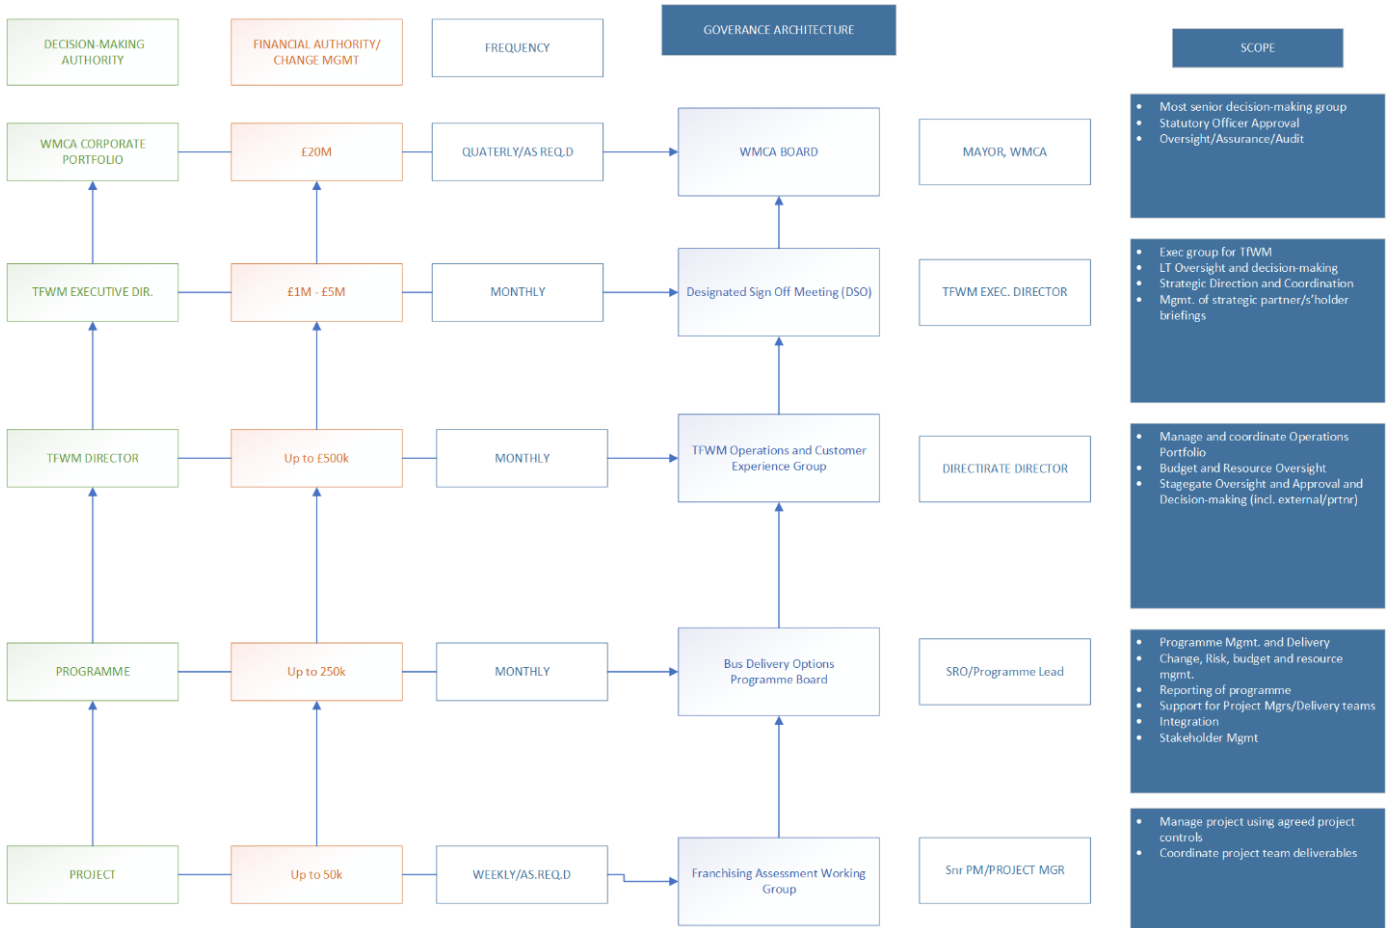 DECISION-MAKING
AUTHORITY
FINANCIAL AUTHORITY/
CHANGE MGMT
FREQUENCY
GOVERANCE ARCHITECTURE
SCOPE
WMCA CORPORATE
PORTFOLIO
£20M
QUATERLY/AS REQ.D
WMCA BOARD
MAYOR, WMCA
• Most senior decision-making group
• Statutory Officer Approval
• Oversight/Assurance/Audit
TFWM EXECUTIVE DIR.
£1M - £5M
MONTHLY
Designated Sign Off Meeting (DSO)
TFWM EXEC. DIRECTOR
• Exec group for TfWM
• LT Oversight and decision-making
• Strategic Direction and Coordination
• Mgmt. of strategic partner/s'holder
briefings
TFWM DIRECTOR
Up to £500k
MONTHLY
TFWM Operations and Customer
Experience Group
DIRECTIRATE DIRECTOR
• Manage and coordinate Operations
Portfolio
• Budget and Resource Oversight
• Stagegate Oversight and Approval and
Decision-making (incl. external/prtnr)
PROGRAMME
Up to 250k
MONTHLY
Bus Delivery Options
Programme Board
SRO/Programme Lead
• Programme Mgmt. and Delivery
• Change, Risk, budget and resource
mgmt.
• Reporting of programme
• Support for Project Mgrs/Delivery teams
• Integration
• Stakeholder Mgmt
PROJECT
Up to 50k
WEEKLY/AS.REQ.D
Franchising Assessment Working
Group
Snr PM/PROJECT MGR
• Manage project using agreed project
controls
• Coordinate project team deliverables